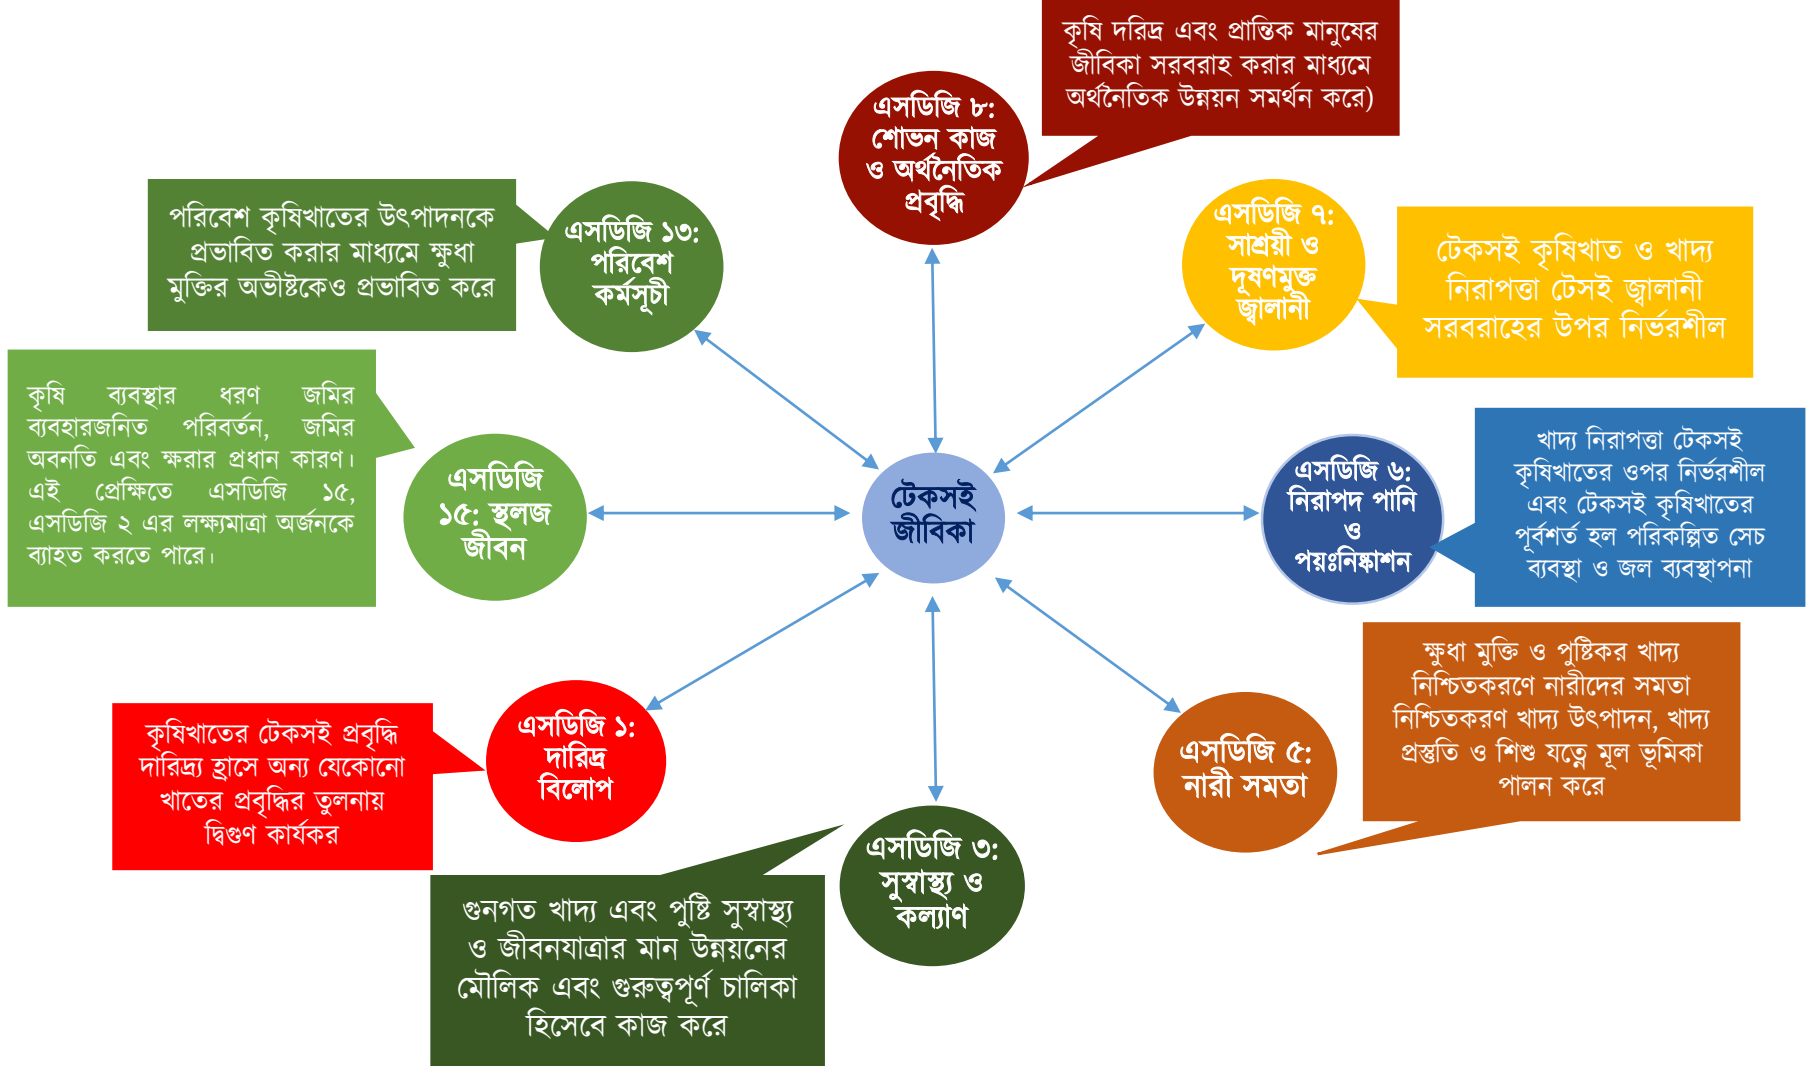 কৃষি দরিদ্র এবং প্রান্তিক মানুষের
জীবিকা সরবরাহ করার মাধ্যমে
অর্থনৈতিক উন্নয়ন সমর্থন করে)
এসডিজি ৮:
শোভন কাজ
ও অর্থনৈতিক
প্রবৃদ্ধি
পরিবেশ কৃষিখাতের উৎপাদনকে
প্রভাবিত করার মাধ্যমে ক্ষুধা
মুক্তির অভীষ্টকেও প্রভাবিত করে
এসডিজি ১৩:
পরিবেশ
কর্মসূচী
এসডিজি ৭:
সাশ্রয়ী ও
দূষণমুক্ত
জ্বালানী
টেকসই কৃষিখাত ও খাদ্য
নিরাপত্তা টেসই জ্বালানী
সরবরাহের উপর নির্ভরশীল
কৃষি ব্যবস্থার ধরণ জমির
ব্যবহারজনিত পরিবর্তন, জমির
অবনতি এবং ক্ষরার প্রধান কারণ।
এই প্রেক্ষিতে এসডিজি ১৫,
এসডিজি ২ এর লক্ষ্যমাত্রা অর্জনকে
ব্যাহত করতে পারে।
এসডিজি
১৫: স্থলজ
জীবন
টেকসই
জীবিকা
এসডিজি ৬:
নিরাপদ পানি
ও
পয়ঃনিষ্কাশন
খাদ্য নিরাপত্তা টেকসই
কৃষিখাতের ওপর নির্ভরশীল
এবং টেকসই কৃষিখাতের
পূর্বশর্ত হল পরিকল্পিত সেচ
ব্যবস্থা ও জল ব্যবস্থাপনা
কৃষিখাতের টেকসই প্রবৃদ্ধি
দারিদ্র্য হ্রাসে অন্য যেকোনো
খাতের প্রবৃদ্ধির তুলনায়
দ্বিগুণ কার্যকর
এসডিজি ১:
দারিদ্র
বিলোপ
এসডিজি ৫:
নারী সমতা
ক্ষুধা মুক্তি ও পুষ্টিকর খাদ্য
নিশ্চিতকরণে নারীদের সমতা
নিশ্চিতকরণ খাদ্য উৎপাদন, খাদ্য
প্রস্তুতি ও শিশু যত্নে মূল ভূমিকা
পালন করে
গুনগত খাদ্য এবং পুষ্টি সুস্বাস্থ্য
ও জীবনযাত্রার মান উন্নয়নের
মৌলিক এবং গুরুত্বপূর্ণ চালিকা
হিসেবে কাজ করে
এসডিজি ৩:
সুস্বাস্থ্য ও
কল্যাণ